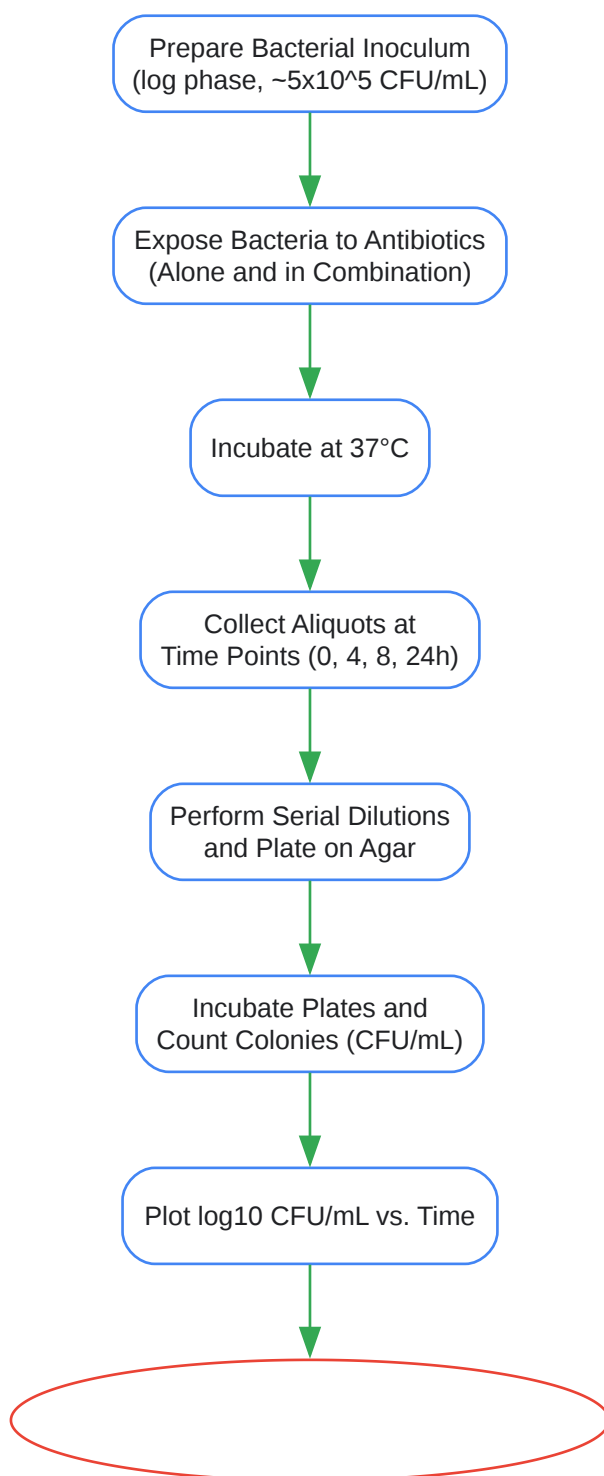 Prepare Bacterial Inoculum
(log phase, ~5x10^5 CFU/mL)
Expose Bacteria to Antibiotics
(Alone and in Combination)
Incubate at 37°C
Collect Aliquots at
Time Points (0, 4, 8, 24h)
Perform Serial Dilutions
and Plate on Agar
Incubate Plates and
Count Colonies (CFU/mL)
Plot log10 CFU/mL vs. Time